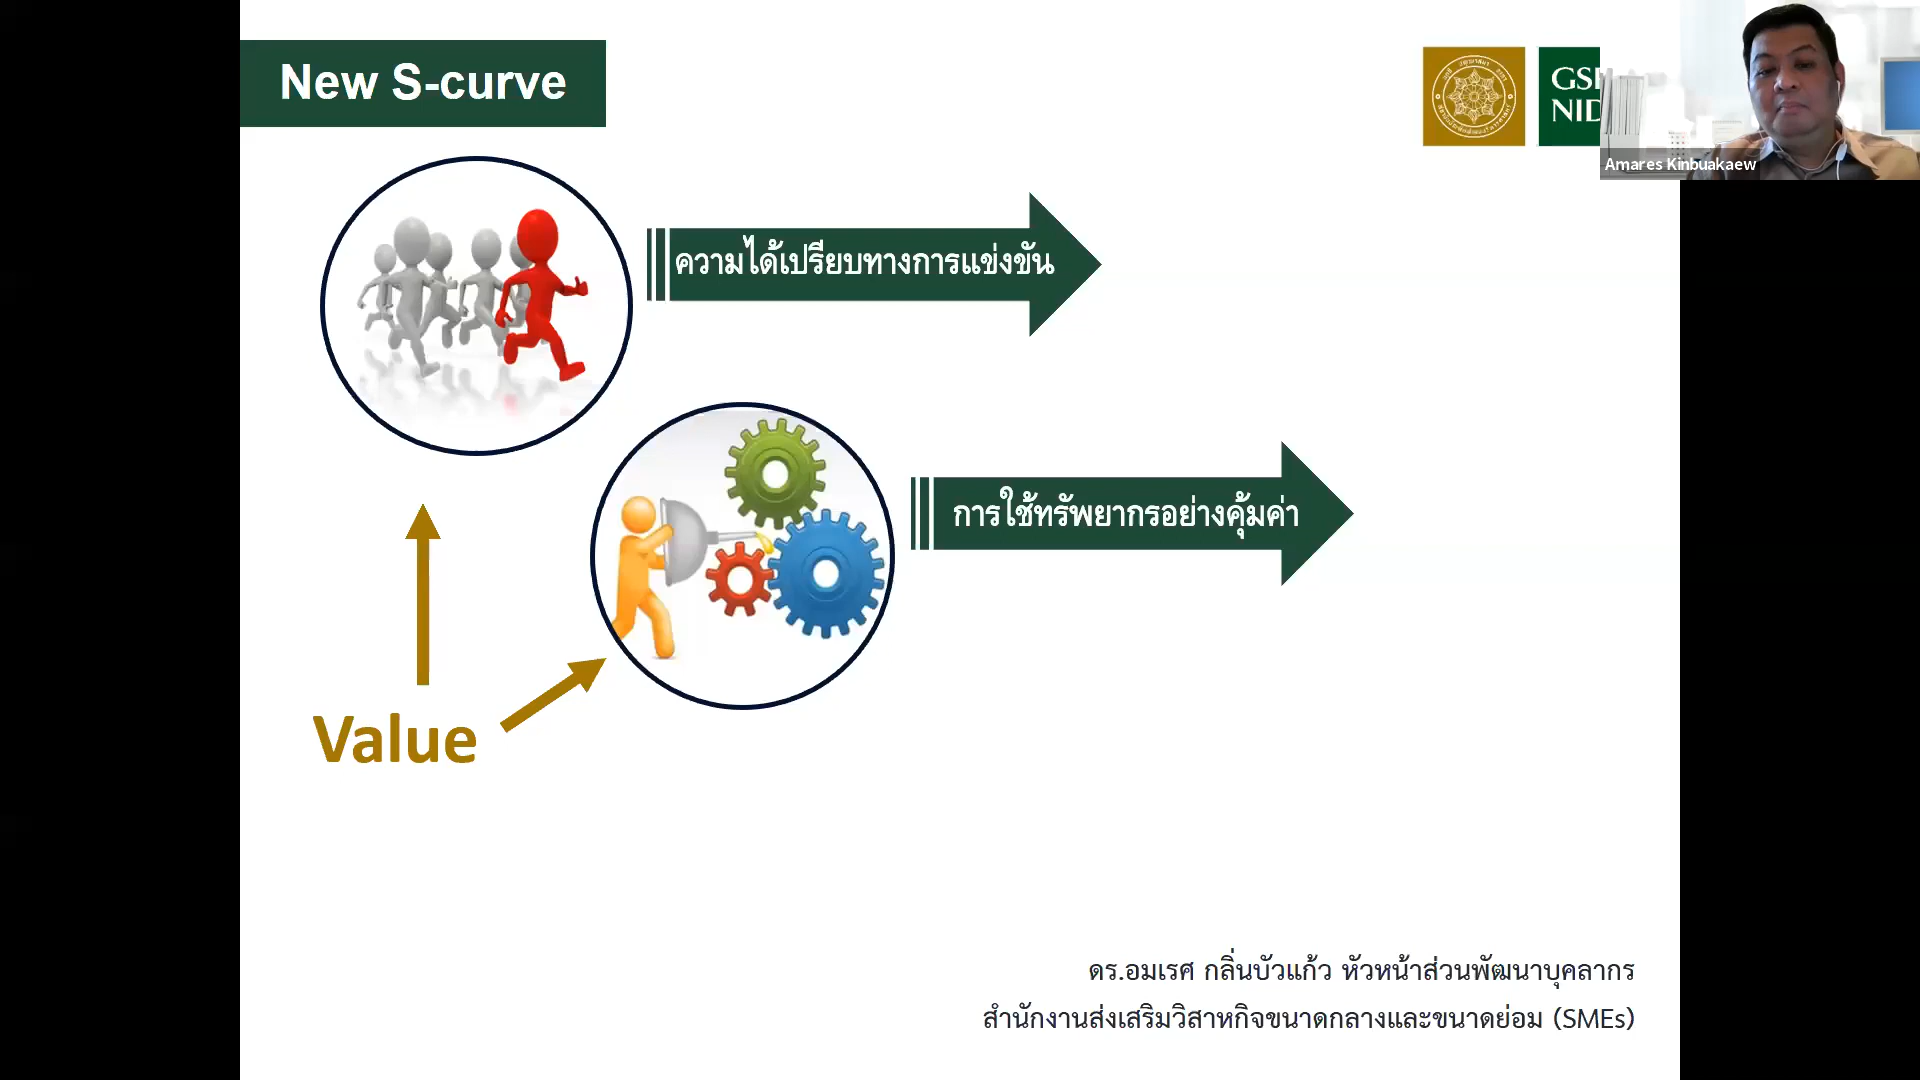 New S-curve
GSI
NID
Amares Kinbuakaew
ความได้เปรียบทางการแข่งขัน
การใช้ทรัพยากรอย่างคุ้มค่า
Value
ดร.อมเรศ กลิ่นบัวแก้ว หัวหน้าส่วนพัฒนาบุคลากร
สำนักงานส่งเสริมวิสาหกิจขนาดกลางและขนาดย่อม (SMEs)